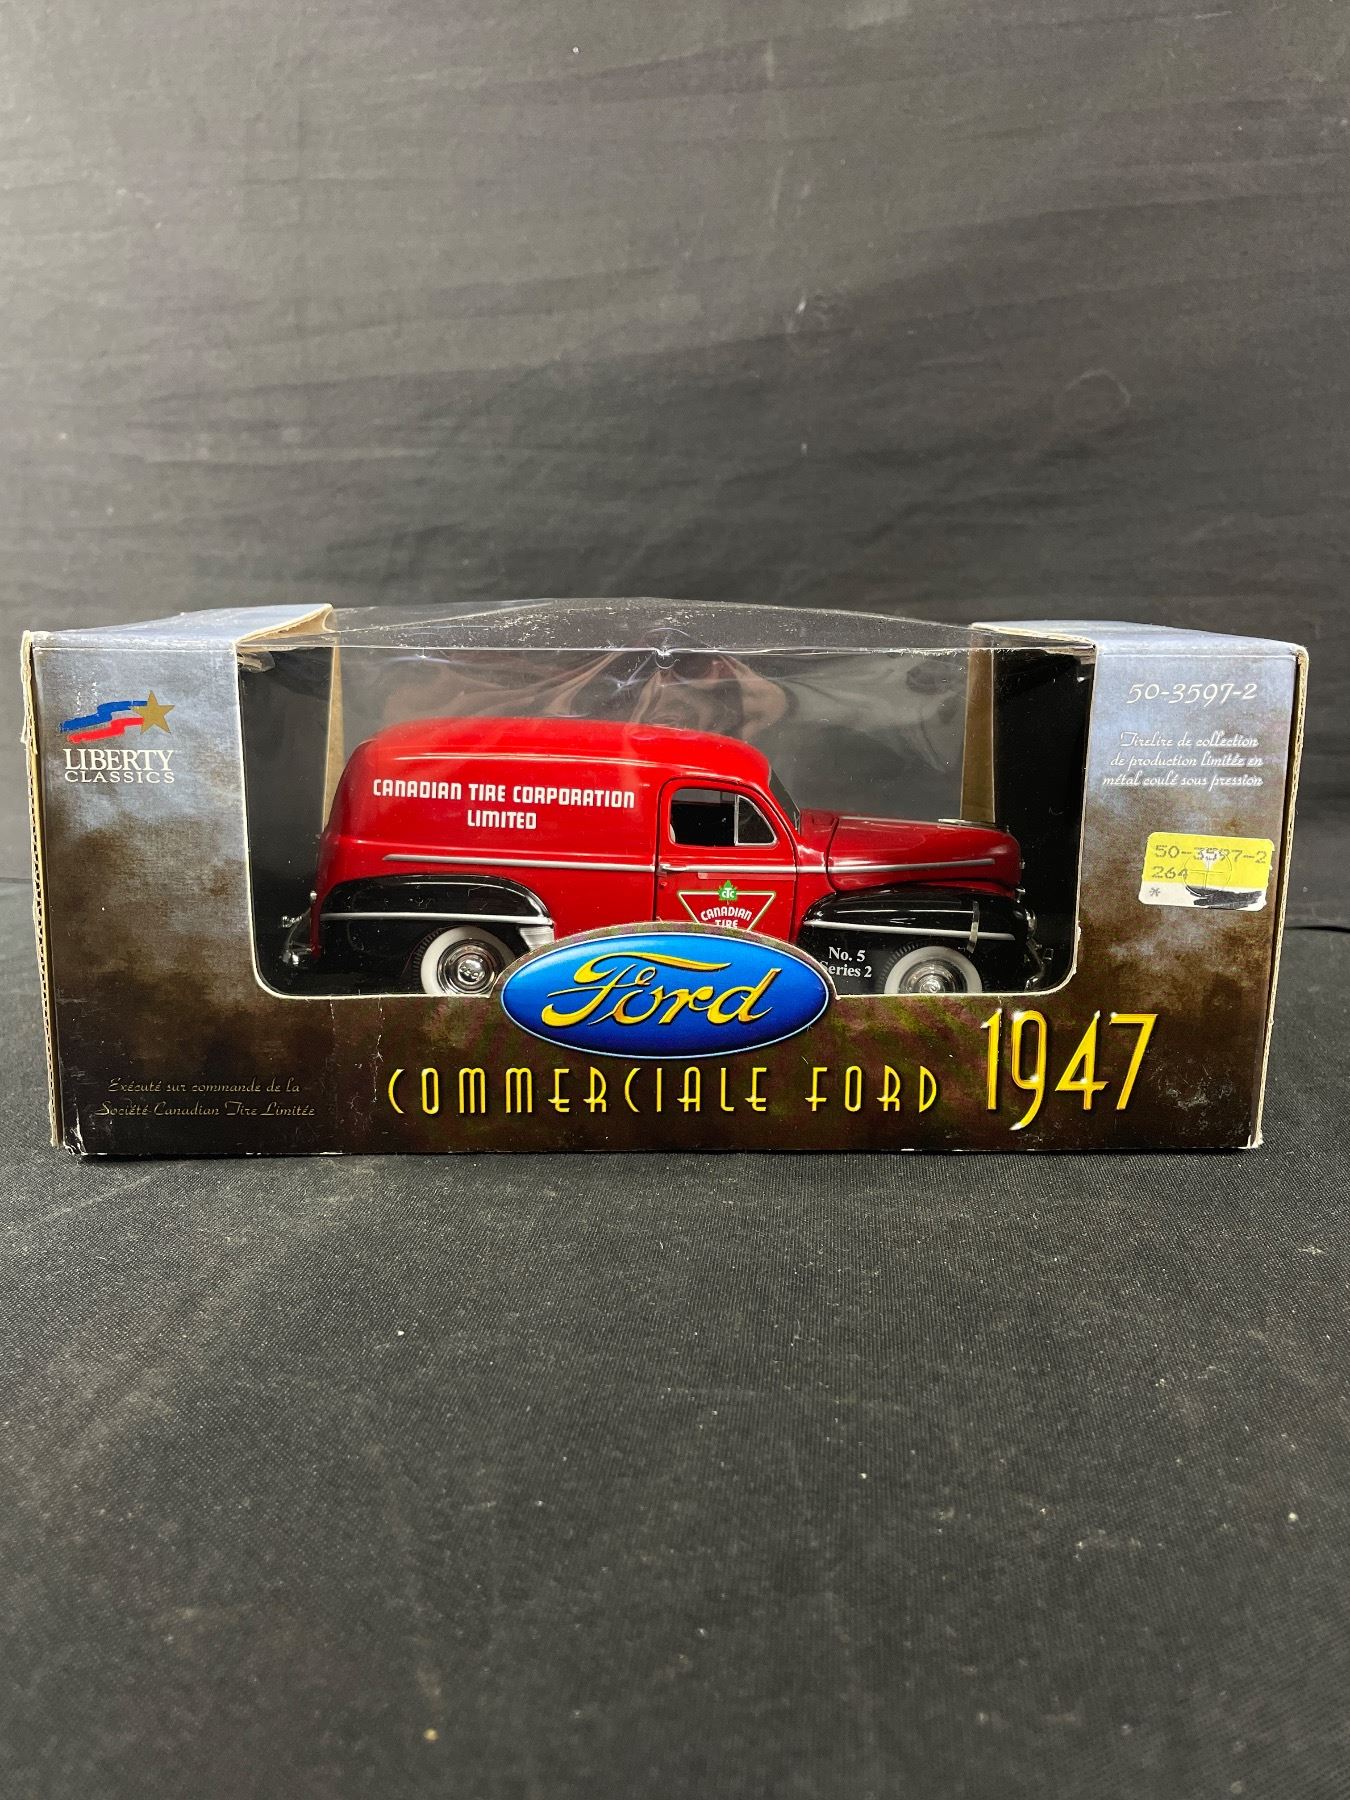 LIBERTY
CLASSICS
50-3597-2
Tirelire de collection
de production limitée en
métal coulé sous pression
CANADIAN TIRE CORPORATION
LIMITED
50-3597-2
264
*
CTC
CANADIAN
TIRE
No. 5
Series 2
Ford
COMMERCIALE FORD 1947
Exécuté sur commande de la
Société Canadian Tire Limitée